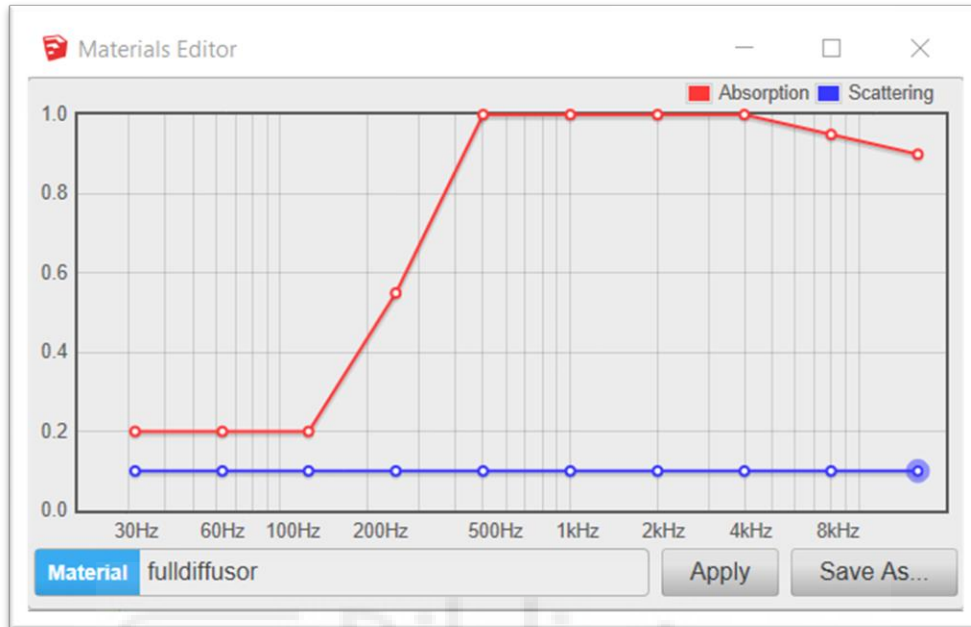 Materials Editor
Absorption Scattering
1.0
0.8
0.6
0.4
0.2
0.0
30Hz 60Hz 100Hz 200Hz 500Hz 1kHz 2kHz 4kHz 8kHz
Material fulldiffusor Apply Save As...